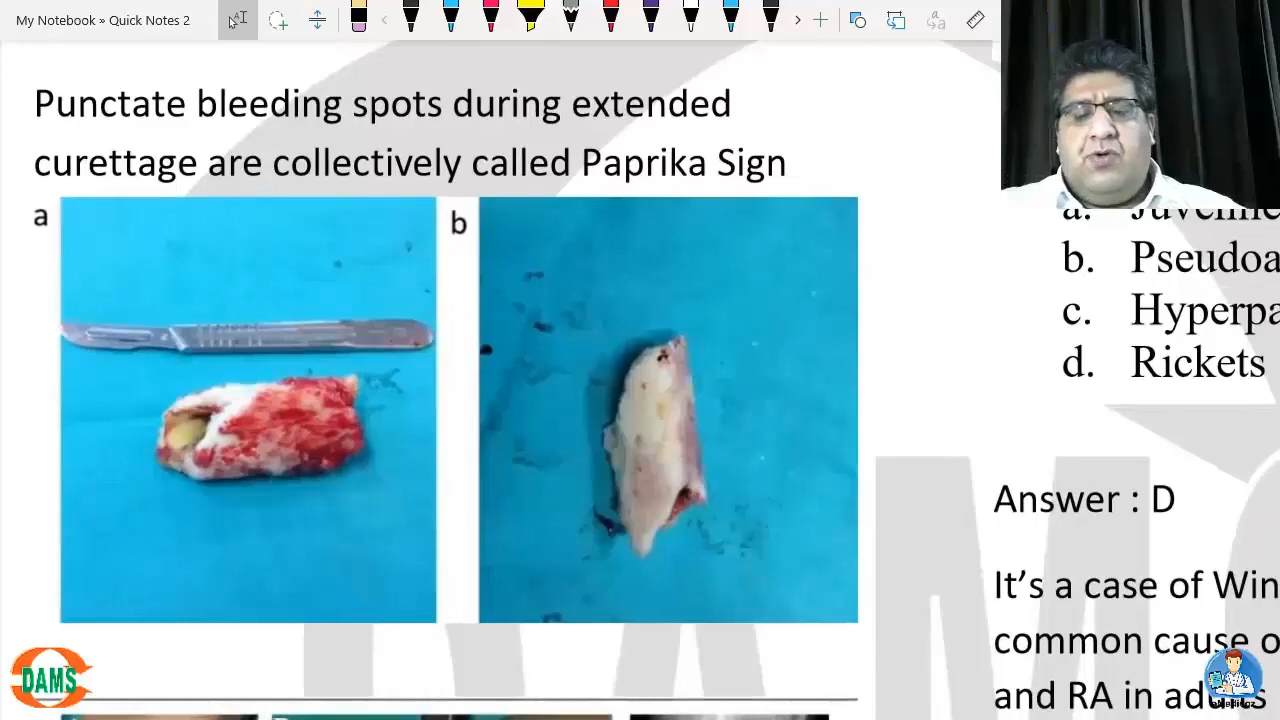 My Notebook » Quick Notes 2
Punctate bleeding spots during extended
curettage are collectively called Paprika Sign
a
b
b. Pseudoa
c. Hyperpa
d. Rickets
Answer : D
It's a case of Win
common cause o
and RA in ad
DAMS